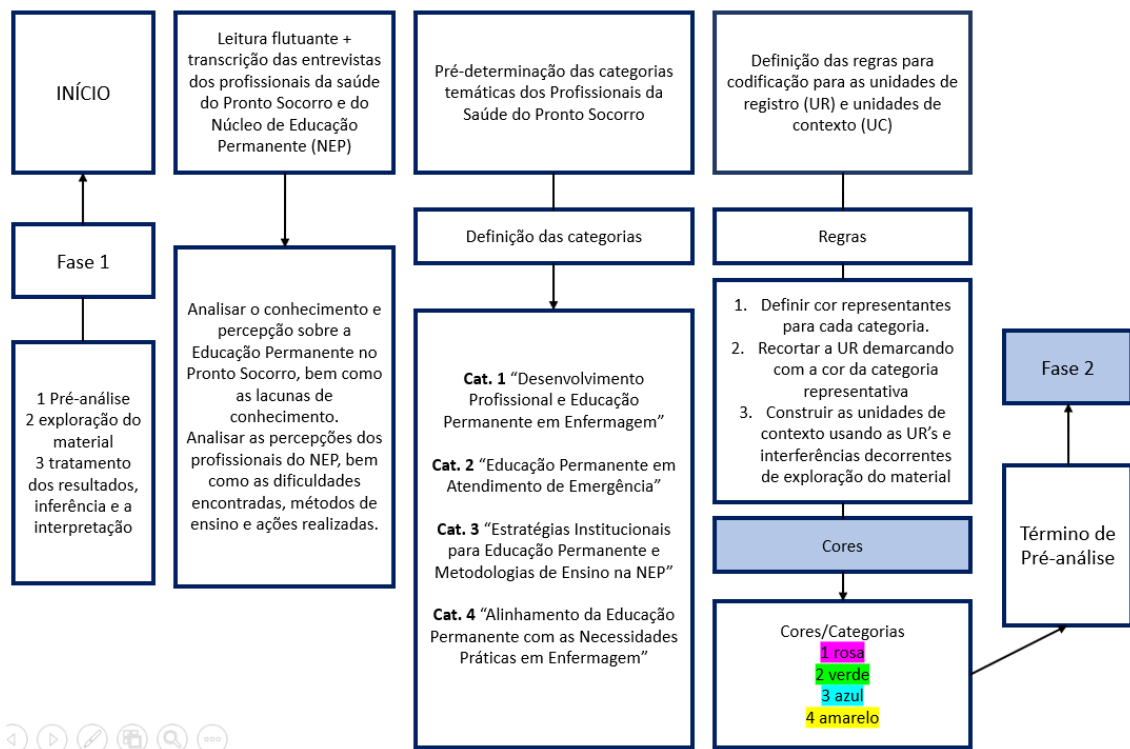 INÍCIO
Fase 1
1 Pré-análise
2 exploração do
material
3 tratamento
dos resultados,
inferência e a
interpretação
Leitura flutuante +
transcrição das entrevistas
dos profissionais da saúde
do Pronto Socorro e do
Núcleo de Educação
Permanente (NEP)
Analisar o conhecimento e
percepção sobre a
Educação Permanente no
Pronto Socorro, bem como
as lacunas de
conhecimento.
Analisar as percepções dos
profissionais do NEP, bem
como as dificuldades
encontradas, métodos de
ensino e ações realizadas.
Pré-determinação das categorias
temáticas dos Profissionais da
Saúde do Pronto Socorro
Definição das categorias
Cat. 1 “Desenvolvimento
Profissional e Educação
Permanente em Enfermagem”
Cat. 2 “Educação Permanente em
Atendimento de Emergência”
Cat. 3 “Estratégias Institucionais
para Educação Permanente e
Metodologias de Ensino na NEP”
Cat. 4 “Alinhamento da Educação
Permanente com as Necessidades
Práticas em Enfermagem”
Definição das regras para
codificação para as unidades de
registro (UR) e unidades de
contexto (UC)
Regras
1. Definir cor representantes
para cada categoria.
2. Recortar a UR demarcando
com a cor da categoria
representativa
3. Construir as unidades de
contexto usando as UR’s e
interferências decorrentes
de exploração do material
Cores
Cores/Categorias
1 rosa
2 verde
3 azul
4 amarelo
Fase 2
Término de
Pré-análise